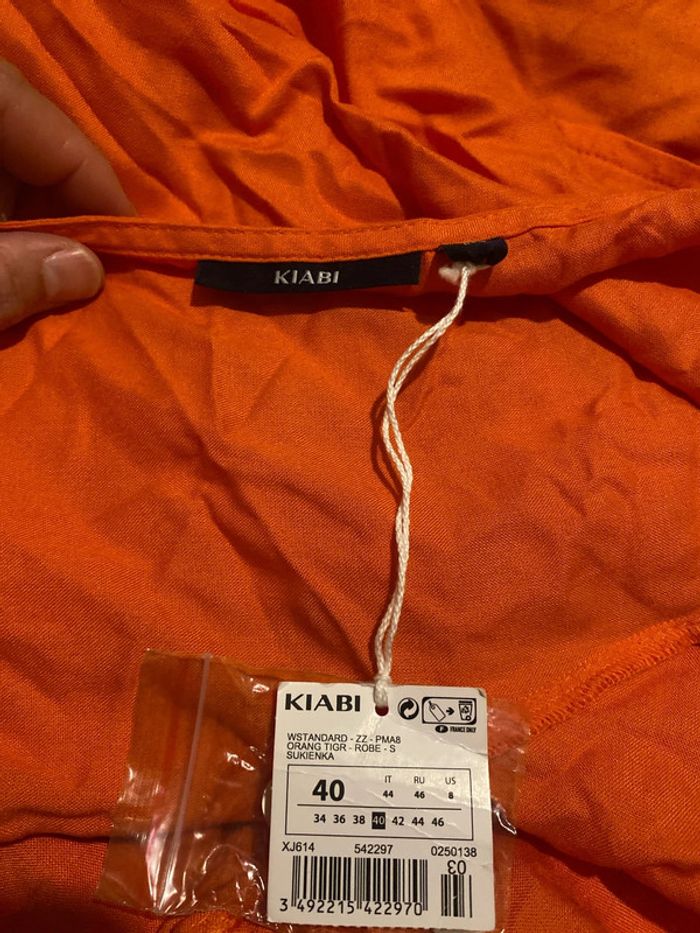 KIABI
KIABI
FRANCE ONLY
WSTANDARD - ZZ - PMA8
ORANG TIGR - ROBE - S
SUKIENKA
40 IT RU US
44 46 8
34 36 38 40 42 44 46
XJ614 542297 0250138
03
3 492215 422970